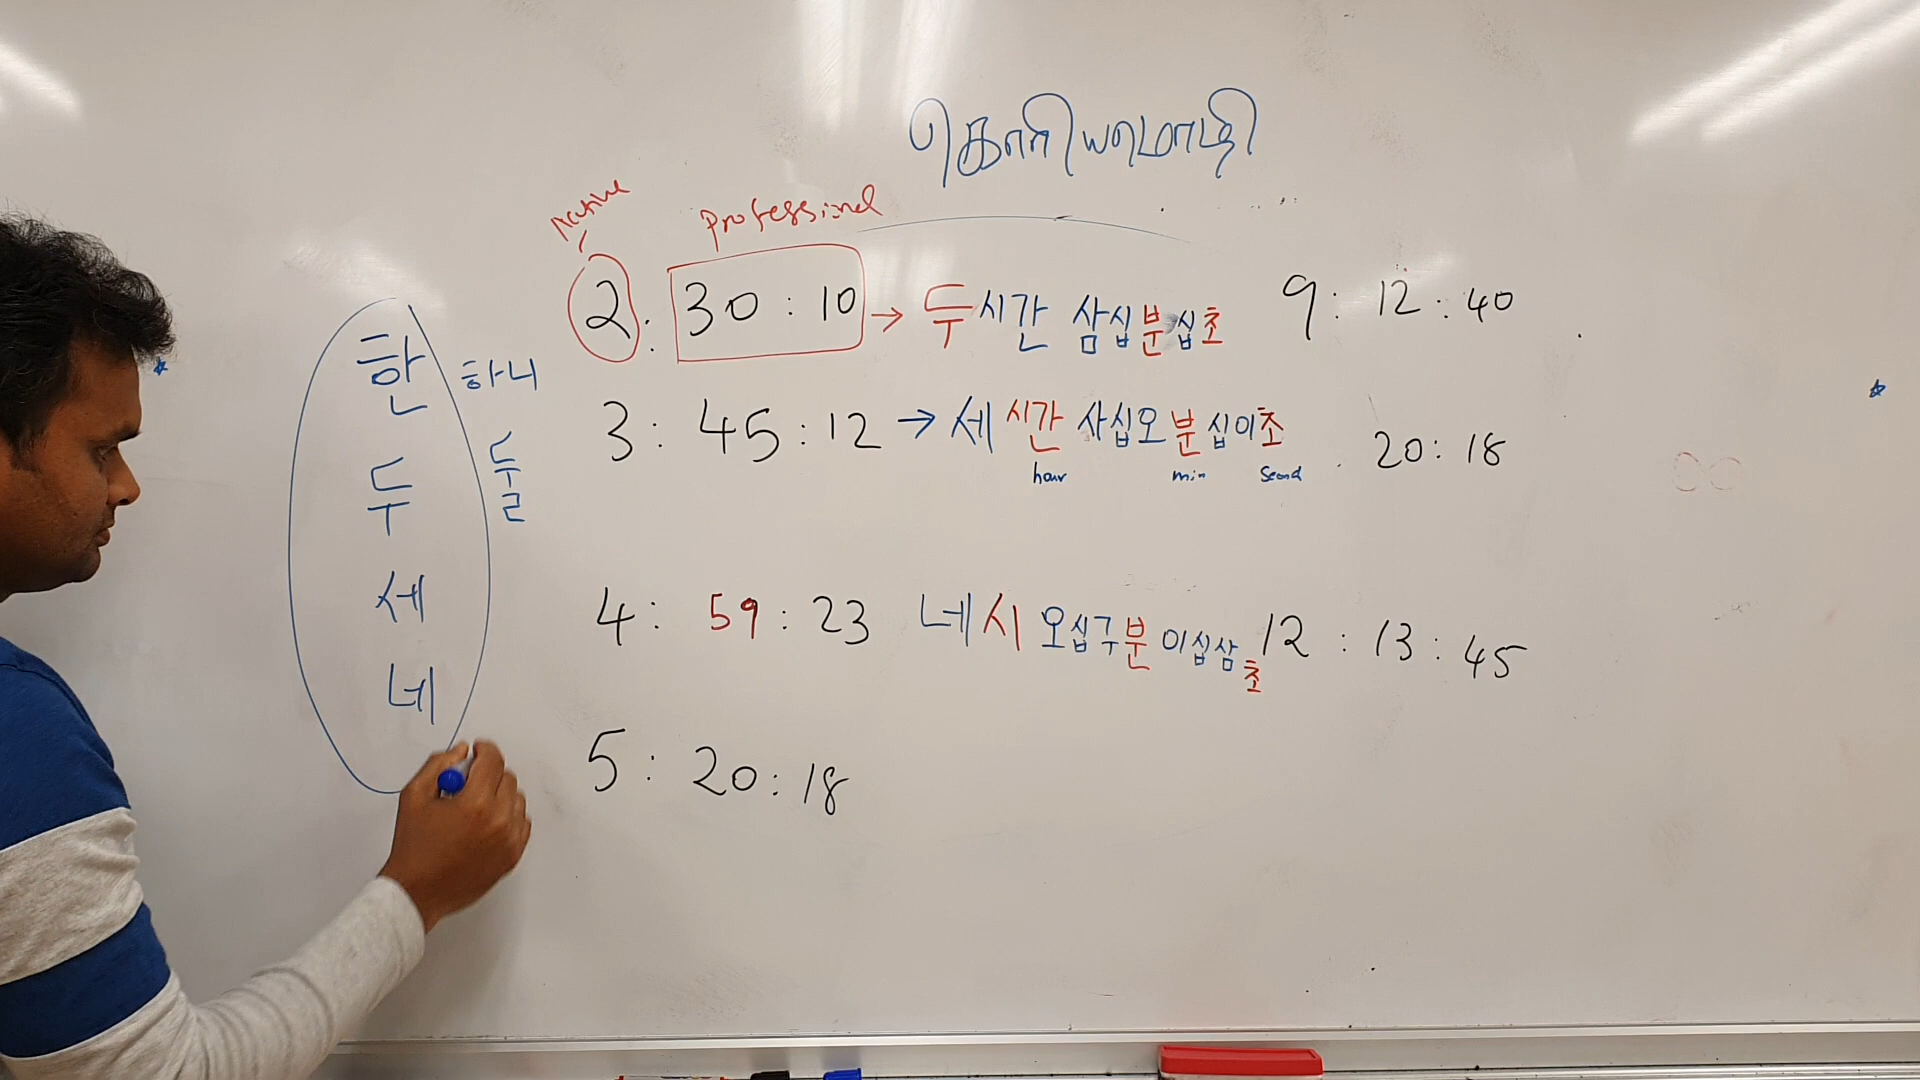 கொரியமொழி
Native Professional
2 : 30 : 10 → 두시간 삼십분십초 9 : 12 : 40
3 : 45 : 12 → 세 시간 사십오분 십이초 20 : 18
hour min Second
4 : 59 : 23 네시 오십구분 이십삼초 12 : 13 : 45
5 : 20 : 18
한 하나
두 둘
세
네